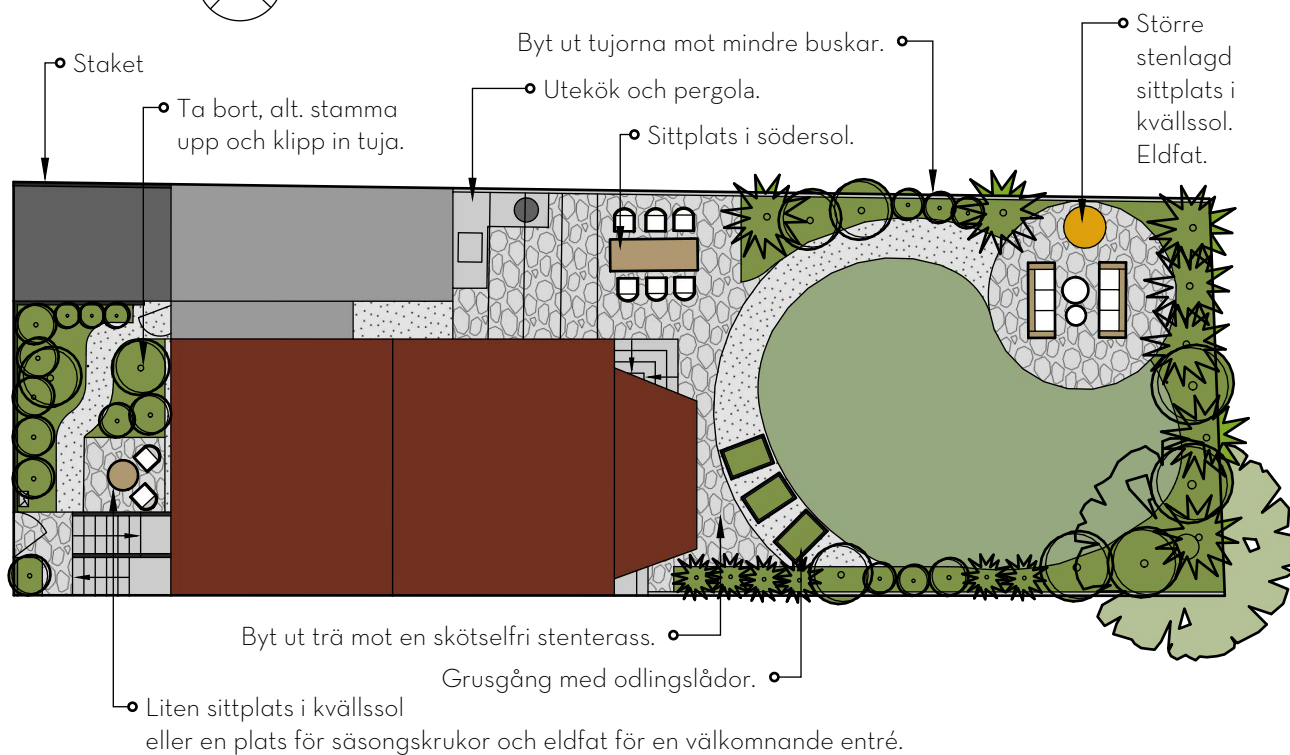 Staket
Ta bort, alt. stamma
upp och klipp in tuja.
Byt ut tujorna mot mindre buskar.
Utekök och pergola.
Sittplats i södersol.
Större
stenlagd
sittplats i
kvällssol.
Eldfat.
Byt ut trä mot en skötselfri stenterass.
Grusgång med odlingslådor.
Liten sittplats i kvällssol
eller en plats för säsongskrukor och eldfat för en välkomnande entré.